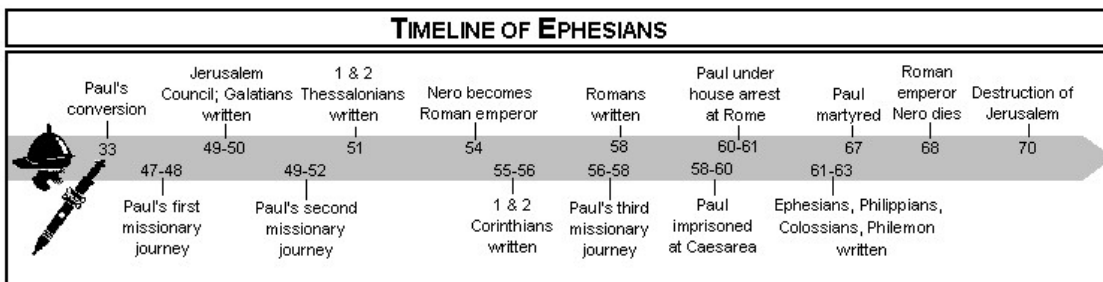 TIMELINE OF EPHESIANS
Paul's
conversion
33
Jerusalem
Council; Galatians
written
49-50
1 & 2
Thessalonians
written
51
Nero becomes
Roman emperor
54
Romans
written
58
Paul under
house arrest
at Rome
60-61
Paul
martyred
67
Roman
emperor
Nero dies
68
Destruction of
Jerusalem
70
47-48
Paul's first
missionary
journey
49-52
Paul's second
missionary
journey
55-56
1 & 2
Corinthians
written
56-58
Paul's third
missionary
journey
58-60
Paul
imprisoned
at Caesarea
61-63
Ephesians, Philippians,
Colossians, Philemon
written